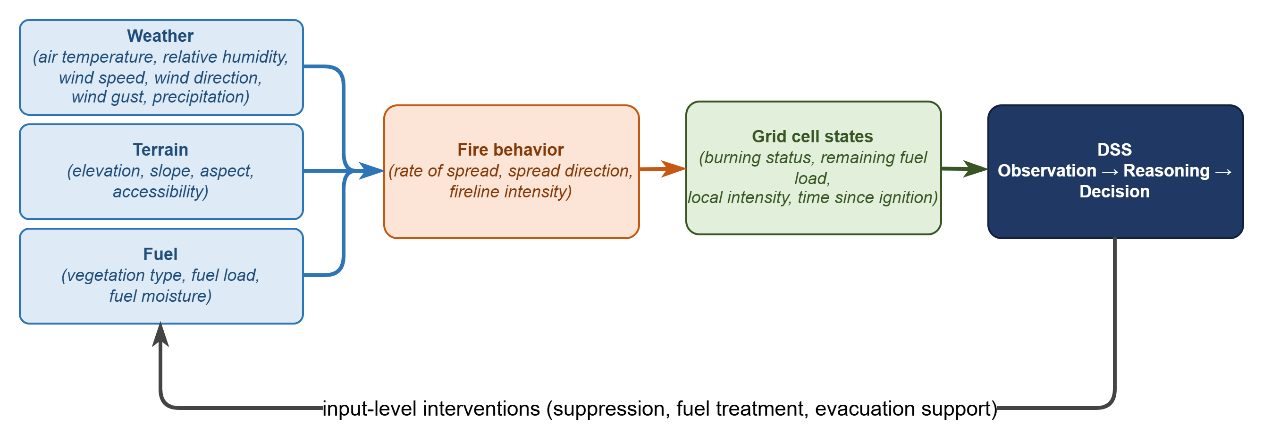 Weather
(air temperature, relative humidity,
wind speed, wind direction,
wind gust, precipitation)
Terrain
(elevation, slope, aspect,
accessibility)
Fuel
(vegetation type, fuel load,
fuel moisture)
Fire behavior
(rate of spread, spread direction,
fireline intensity)
Grid cell states
(burning status, remaining fuel
load,
local intensity, time since ignition)
DSS
Observation → Reasoning →
Decision
input-level interventions (suppression, fuel treatment, evacuation support)